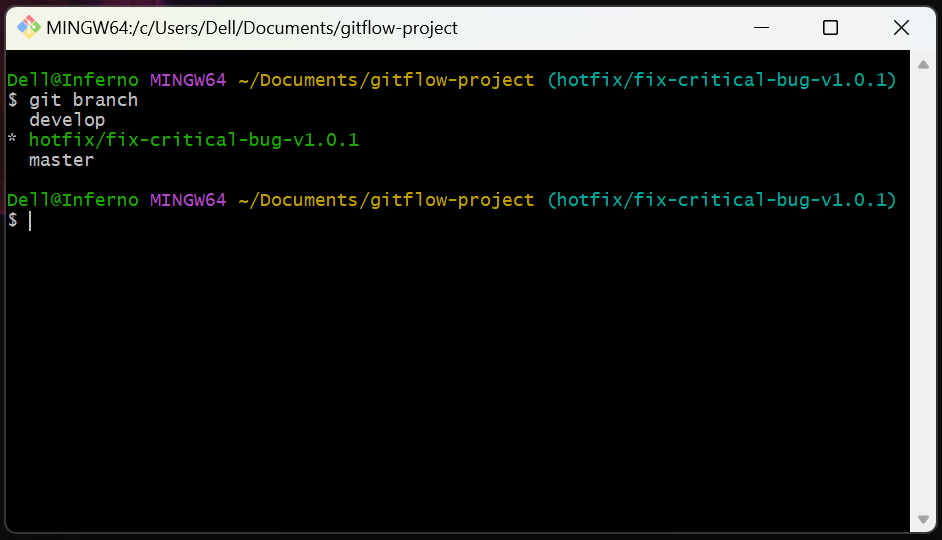 MINGW64:/c/Users/Dell/Documents/gitflow-project
Dell@Inferno MINGW64 ~/Documents/gitflow-project (hotfix/fix-critical-bug-v1.0.1)
$ git branch
  develop
* hotfix/fix-critical-bug-v1.0.1
  master
Dell@Inferno MINGW64 ~/Documents/gitflow-project (hotfix/fix-critical-bug-v1.0.1)
$